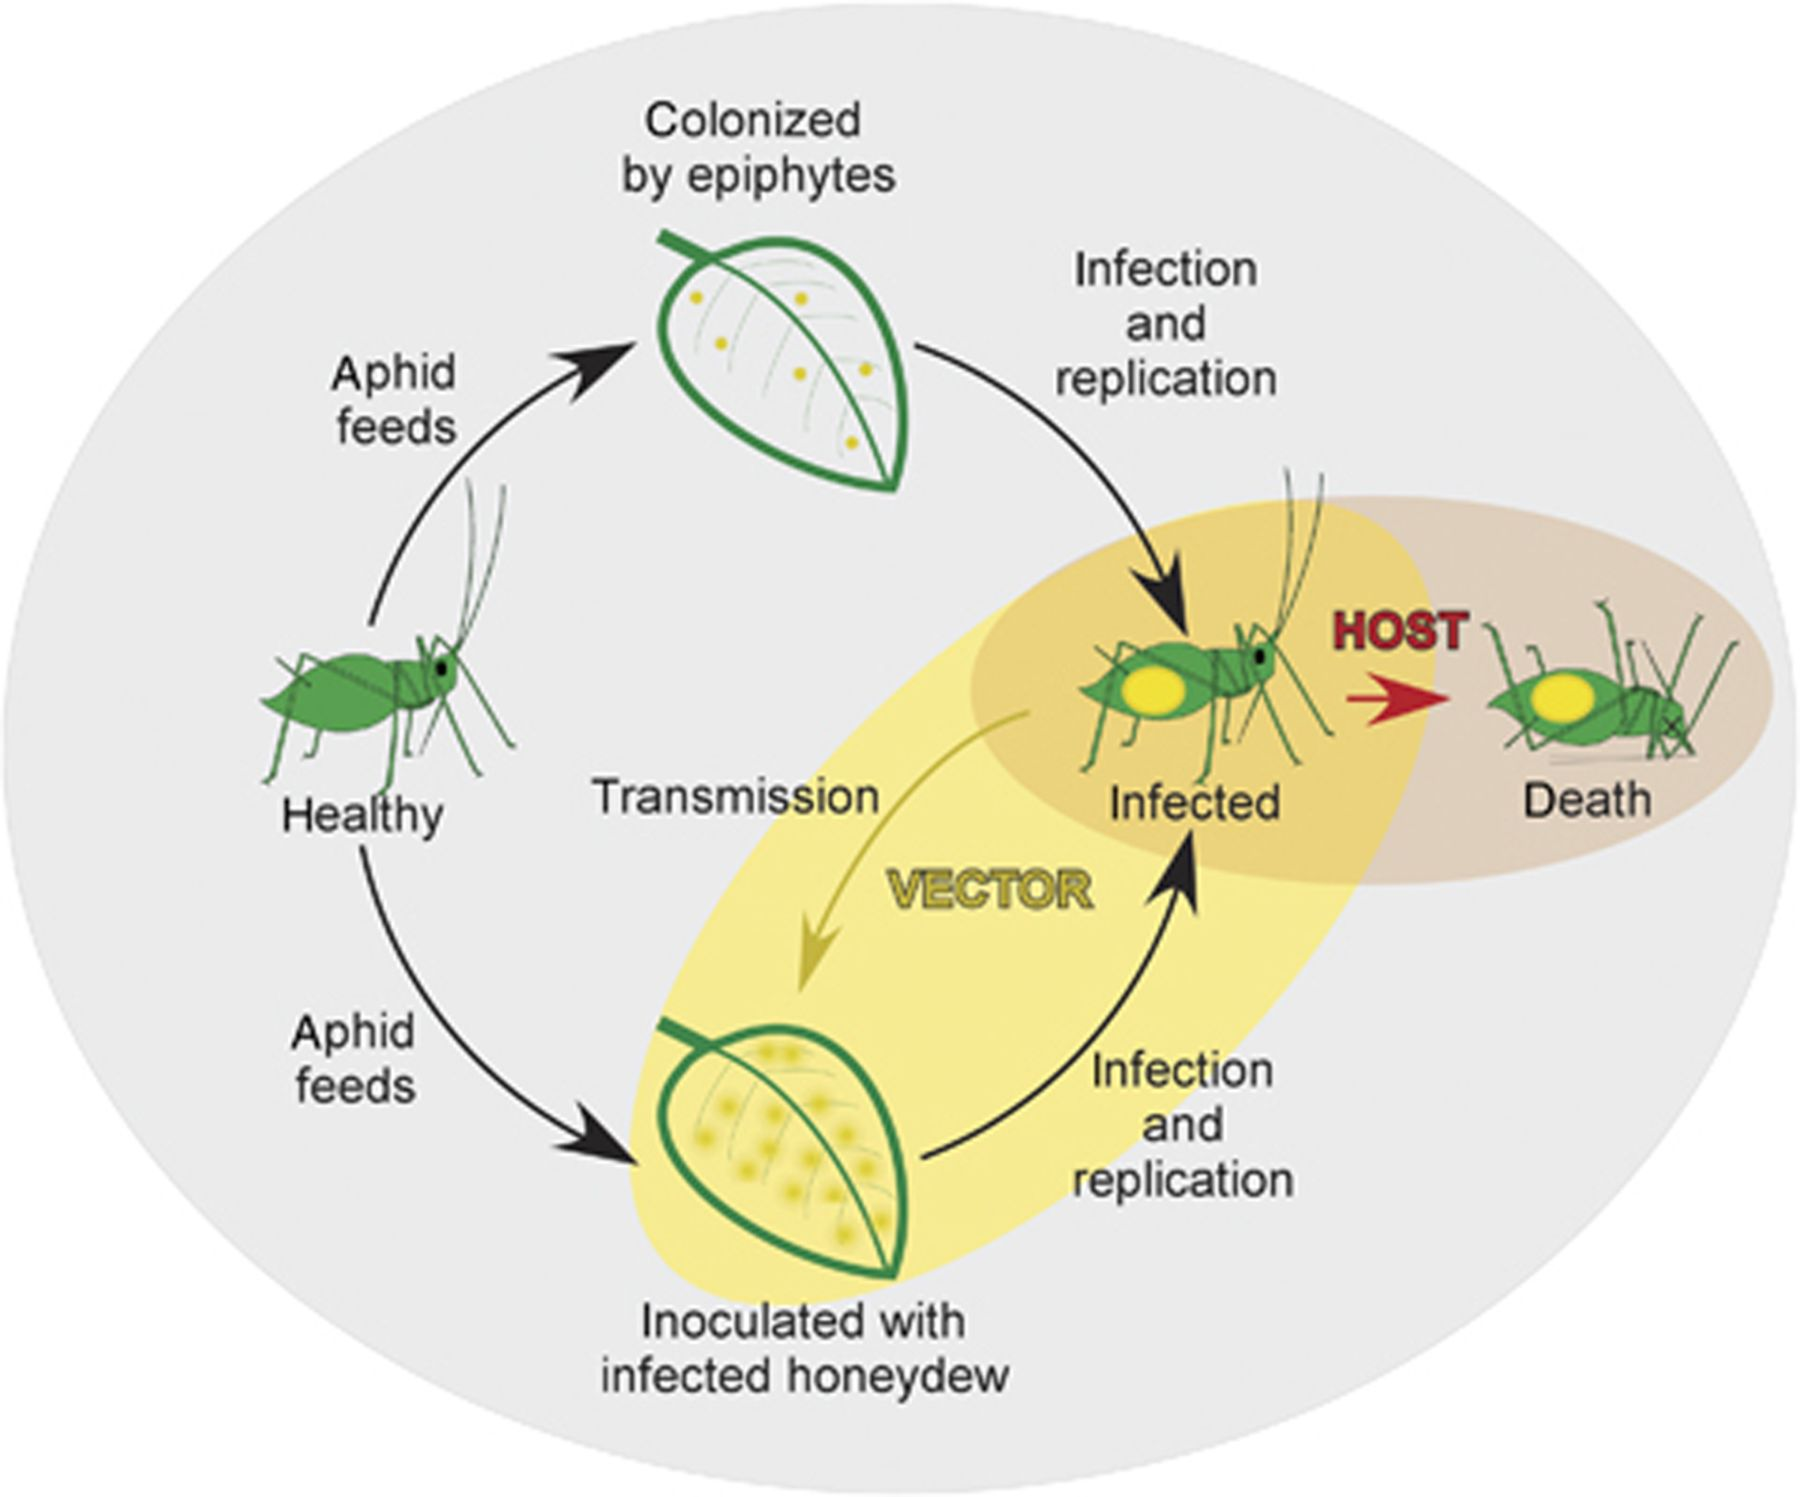 Colonized
by epiphytes
Infection
and
replication
Aphid
feeds
HOST
Healthy
Transmission
Infected
Death
VECTOR
Aphid
feeds
Infection
and
replication
Inoculated with
infected honeydew